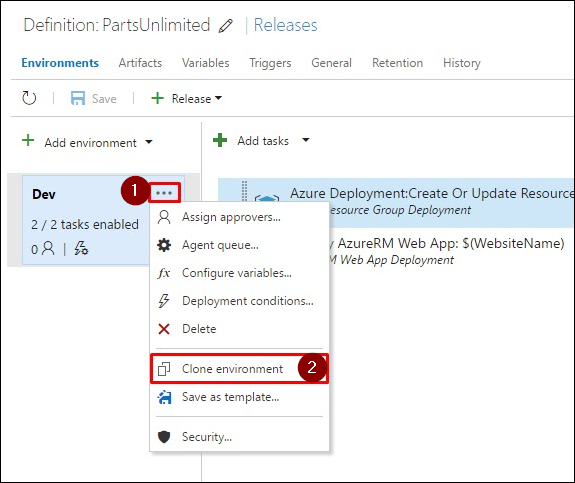 Definition: PartsUnlimited | Releases
Environments Artifacts Variables Triggers General Retention History
Save Release
Add environment Add tasks
1 ...
Dev
Azure Deployment:Create Or Update Resource
esource Group Deployment
2 / 2 tasks enabled
Assign approvers...
y AzureRM Web App: $(WebsiteName)
0
Agent queue...
M Web App Deployment
fx Configure variables...
Deployment conditions...
Delete
Clone environment 2
Save as template...
Security...